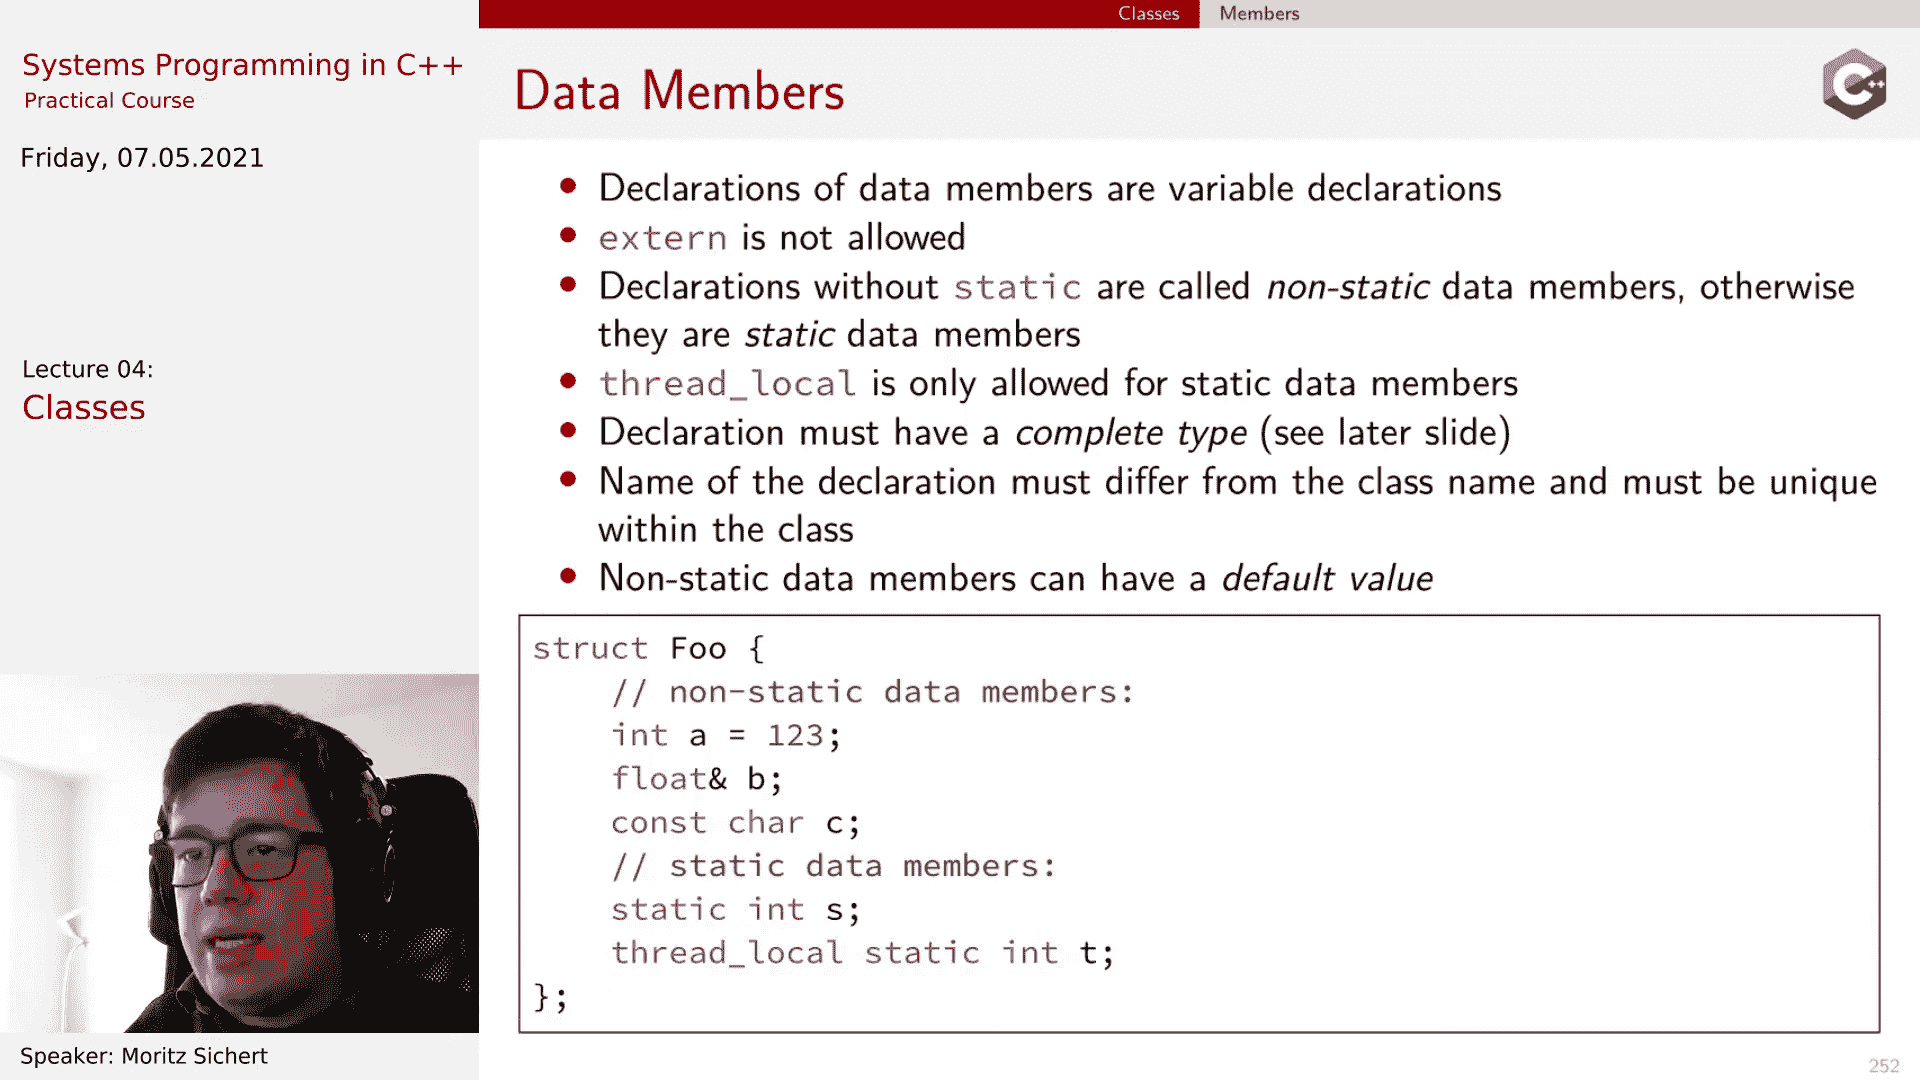 Classes Members
Systems Programming in C++
Practical Course
Friday, 07.05.2021
Lecture 04:
Classes
Speaker: Moritz Sichert
Data Members
C++
• Declarations of data members are variable declarations
• extern is not allowed
• Declarations without static are called non-static data members, otherwise
they are static data members
• thread_local is only allowed for static data members
• Declaration must have a complete type (see later slide)
• Name of the declaration must differ from the class name and must be unique
within the class
• Non-static data members can have a default value
struct Foo {
    // non-static data members:
    int a = 123;
    float& b;
    const char c;
    // static data members:
    static int s;
    thread_local static int t;
};
252